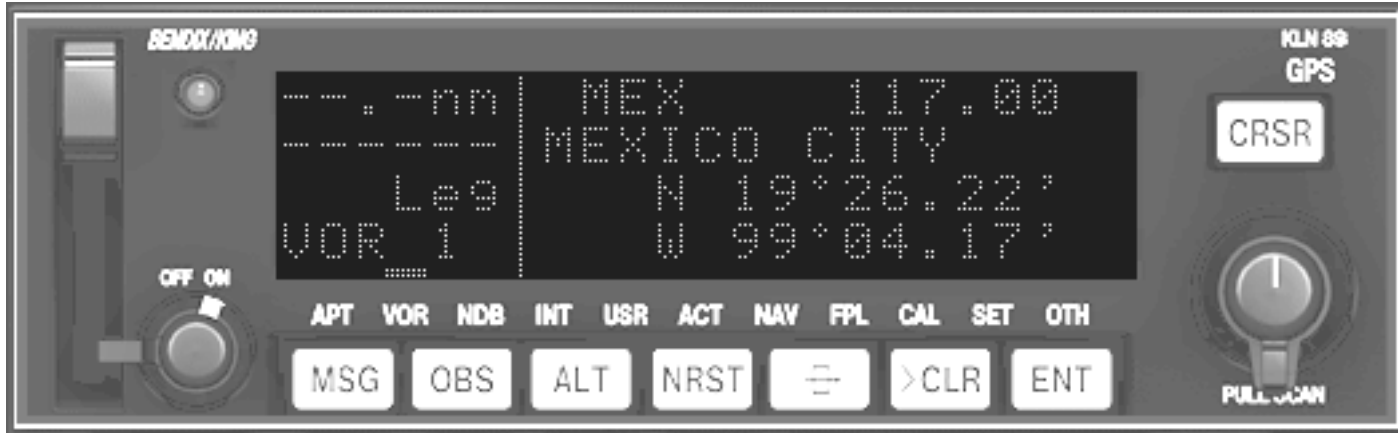 BENDIX/KING
KLN 89
GPS
--.-nm
MEX 117.00
------
MEXICO CITY
Leg
N 19°26.22'
VOR 1
W 99°04.17'
CRSR
OFF ON
APT VOR NDB INT USR ACT NAV FPL CAL SET OTH
MSG OBS ALT NRST >CLR ENT
PULL SCAN